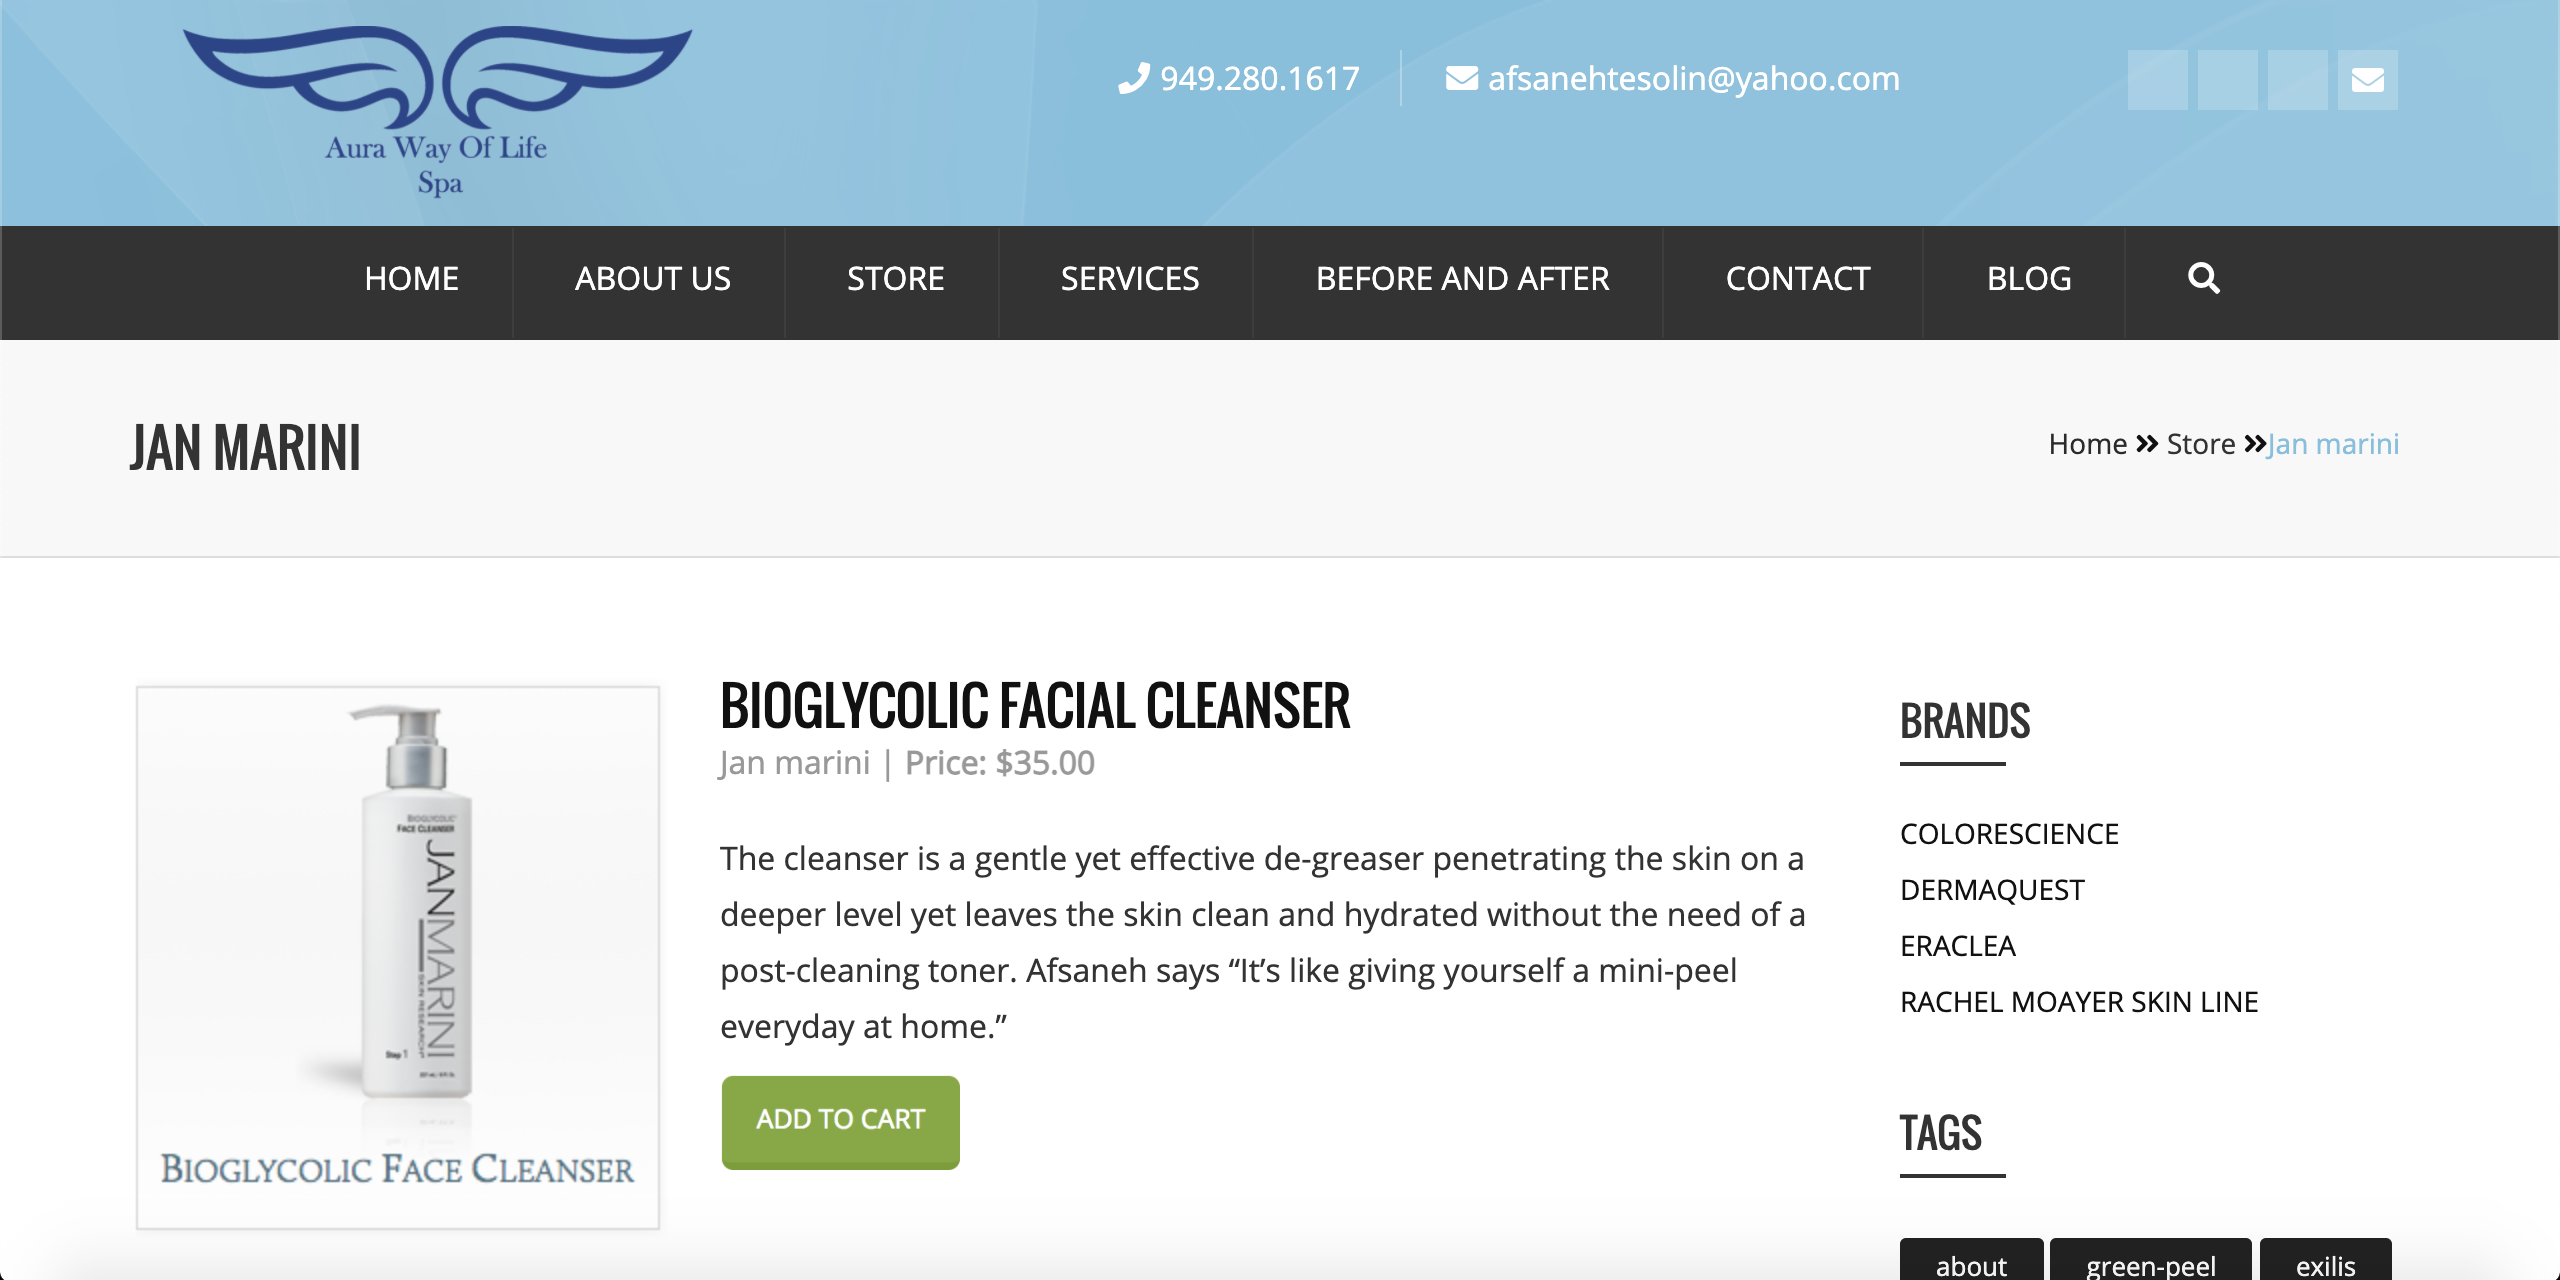 Aura Way Of Life
Spa
949.280.1617
afsanehtesolin@yahoo.com
HOME
ABOUT US
STORE
SERVICES
BEFORE AND AFTER
CONTACT
BLOG
JAN MARINI
Home » Store »Jan marini
BIOGLYCOLIC
FACE CLEANSER
JANMARINI
SKIN RESEARCH
Step 1
BIOGLYCOLIC FACE CLEANSER
BIOGLYCOLIC FACIAL CLEANSER
Jan marini | Price: $35.00
The cleanser is a gentle yet effective de-greaser penetrating the skin on a
deeper level yet leaves the skin clean and hydrated without the need of a
post-cleaning toner. Afsaneh says “It’s like giving yourself a mini-peel
everyday at home.”
ADD TO CART
BRANDS
COLORESCIENCE
DERMAQUEST
ERACLEA
RACHEL MOAYER SKIN LINE
TAGS
about
green-peel
exilis